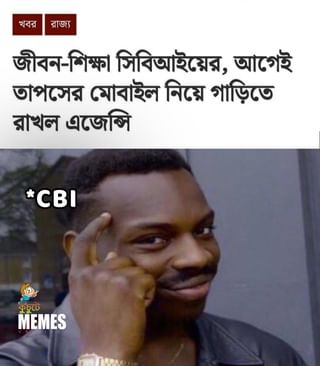 খবর রাজ্য
জীবন-শিক্ষা সিবিআইয়ের, আগেই
তাপসের মোবাইল নিয়ে গাড়িতে
রাখল এজেন্সি
*CBI
কুচুটে
MEMES